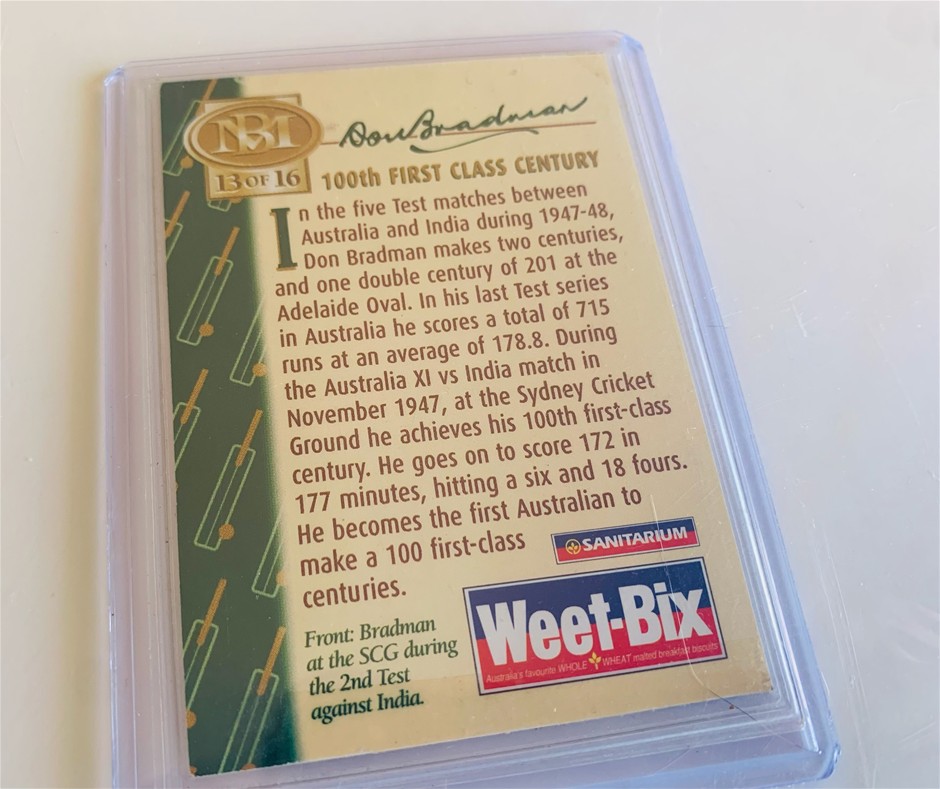 BM
13 OF 16
Don Bradman
100th FIRST CLASS CENTURY
In the five Test matches between
Australia and India during 1947-48,
Don Bradman makes two centuries,
and one double century of 201 at the
Adelaide Oval. In his last Test series
in Australia he scores a total of 715
runs at an average of 178.8. During
the Australia XI vs India match in
November 1947, at the Sydney Cricket
Ground he achieves his 100th first-class
century. He goes on to score 172 in
177 minutes, hitting a six and 18 fours.
He becomes the first Australian to
make a 100 first-class
centuries.
SANITARIUM
Weet-Bix
Australia's favourite WHOLE WHEAT malted breakfast biscuits
Front: Bradman
at the SCG during
the 2nd Test
against India.